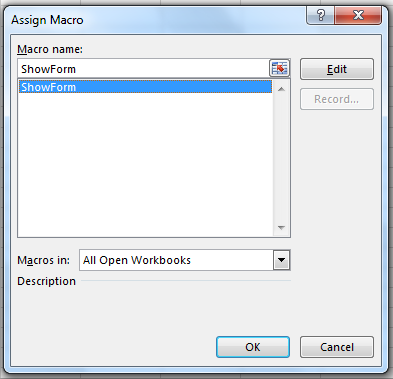 Assign Macro
?
Macro name:
ShowForm
Edit
ShowForm
Record...
Macros in: All Open Workbooks
Description
OK Cancel